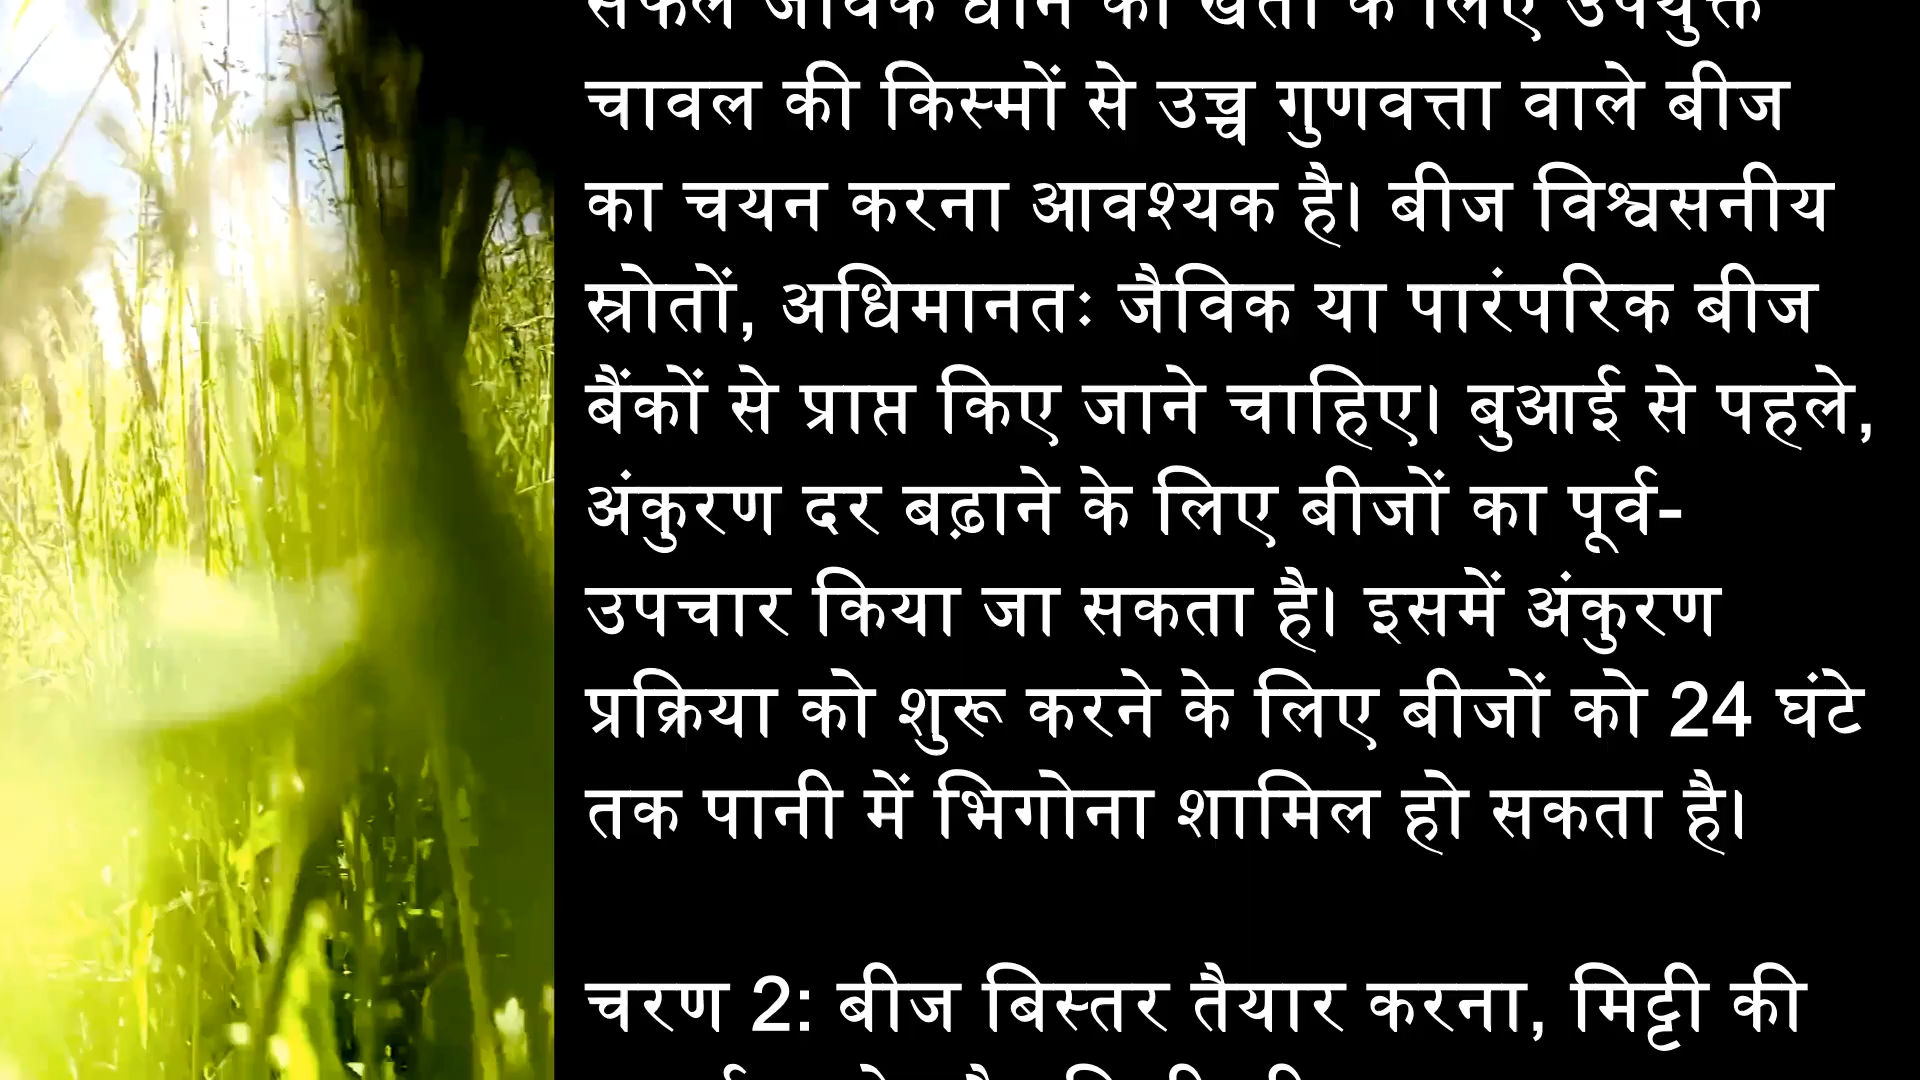 सफल जैविक धान की खेती के लिए उपयुक्त
चावल की किस्मों से उच्च गुणवत्ता वाले बीज
का चयन करना आवश्यक है। बीज विश्वसनीय
स्रोतों, अधिमानतः जैविक या पारंपरिक बीज
बैंकों से प्राप्त किए जाने चाहिए। बुआई से पहले,
अंकुरण दर बढ़ाने के लिए बीजों का पूर्व-
उपचार किया जा सकता है। इसमें अंकुरण
प्रक्रिया को शुरू करने के लिए बीजों को 24 घंटे
तक पानी में भिगोना शामिल हो सकता है।
चरण 2: बीज बिस्तर तैयार करना, मिट्टी की